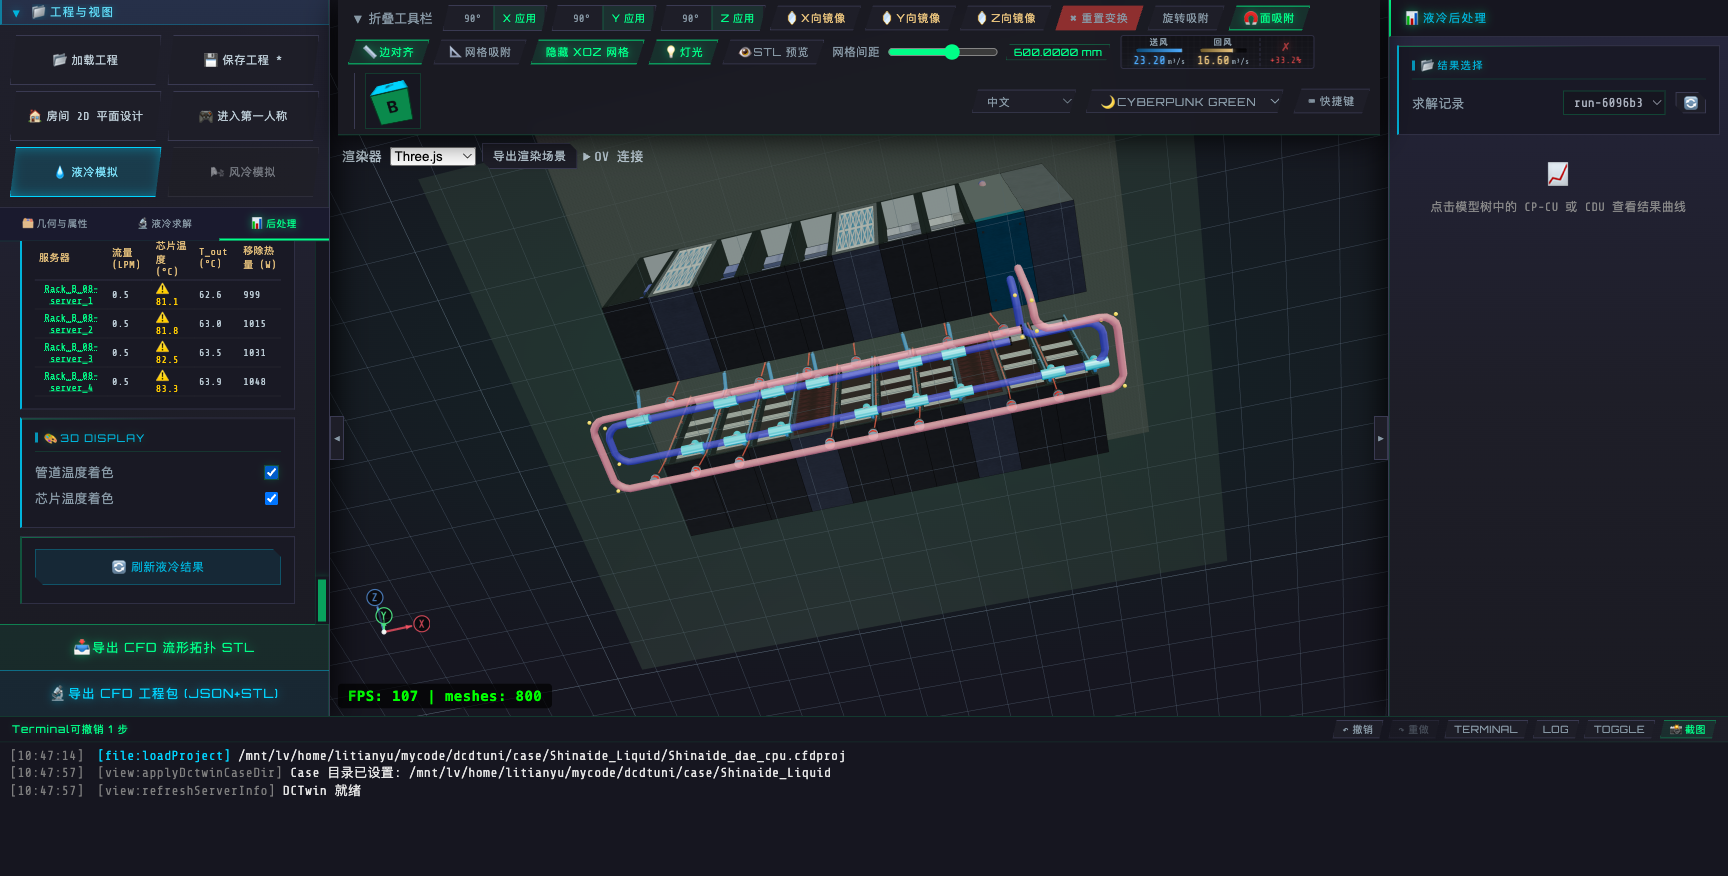 ▼ 工程与视图
加载工程
保存工程 *
房间 2D 平面设计
进入第一人称
液冷模拟
风冷模拟
几何与属性
液冷求解
后处理
服务器 流量 (LPM) 芯片温度 (°C) T_out (°C) 移除热量 (W)
Rack_B_08-server_1 0.5 81.1 62.6 999
Rack_B_08-server_2 0.5 81.8 63.0 1015
Rack_B_08-server_3 0.5 82.5 63.5 1031
Rack_B_08-server_4 0.5 83.3 63.9 1048
3D DISPLAY
管道温度着色
芯片温度着色
刷新液冷结果
导出 CFD 流形拓扑 STL
导出 CFD 工程包 (JSON+STL)
▼ 折叠工具栏
90° X 应用
90° Y 应用
90° Z 应用
X向镜像
Y向镜像
Z向镜像
重置变换
旋转吸附
面吸附
边对齐
网格吸附
隐藏 XOZ 网格
灯光
STL 预览
网格间距
600.0000 mm
送风
23.20 m³/s
回风
16.60 m³/s
✗
+33.2%
B
中文
CYBERPUNK GREEN
快捷键
渲染器
Three.js
导出渲染场景
▶ OV 连接
Z
Y
X
FPS: 107 | meshes: 800
液冷后处理
结果选择
求解记录
run-6096b3
点击模型树中的 CP-CU 或 CDU 查看结果曲线
Terminal可撤销 1 步
撤销
重做
TERMINAL
LOG
TOGGLE
截图
[10:47:14] [file:loadProject] /mnt/lv/home/litianyu/mycode/dcdtuni/case/Shinaide_Liquid/Shinaide_dae_cpu.cfdproj
[10:47:57] [view:applyDctwinCaseDir] Case 目录已设置: /mnt/lv/home/litianyu/mycode/dcdtuni/case/Shinaide_Liquid
[10:47:57] [view:refreshServerInfo] DCTwin 就绪